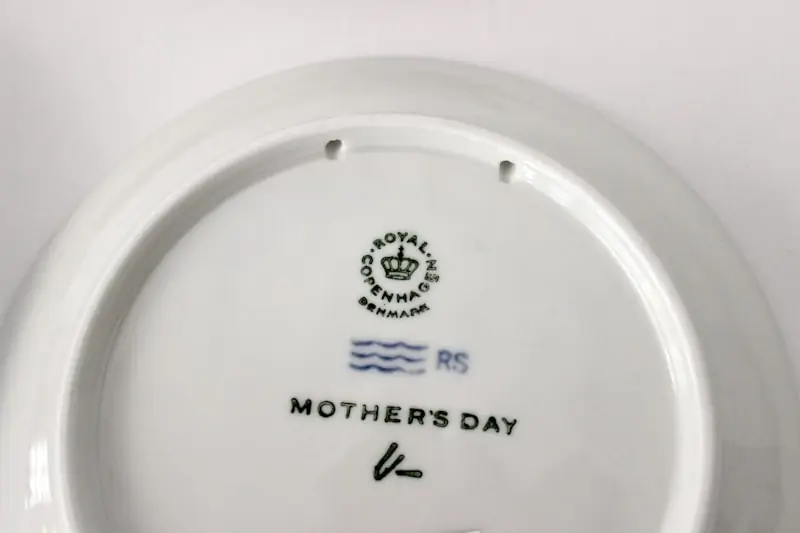 ROYAL COPENHAGEN
DENMARK
RS
MOTHER'S DAY